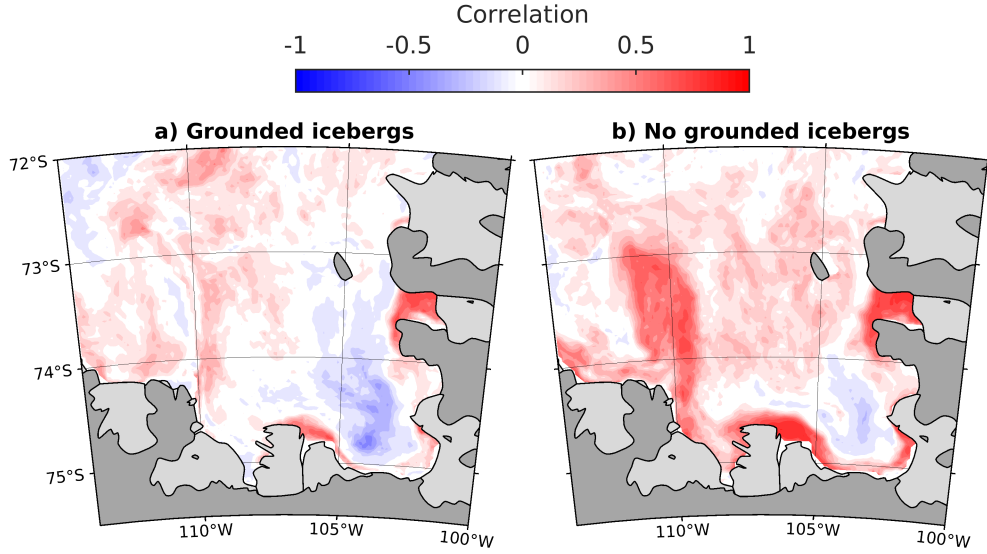 Correlation
-1 -0.5 0 0.5 1
a) Grounded icebergs b) No grounded icebergs
72°S
73°S
74°S
75°S
110°W 105°W 100°W 110°W 105°W 100°W